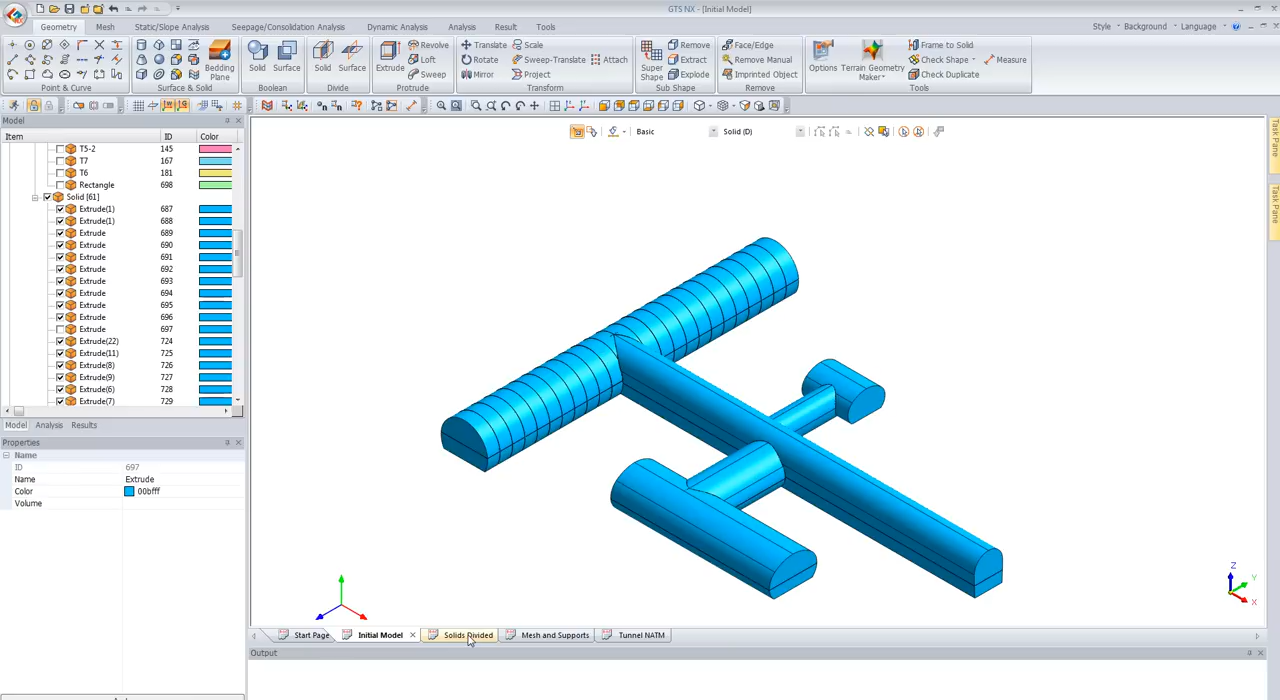 GTS NX - [Initial Model]
Geometry Mesh Static/Slope Analysis Seepage/Consolidation Analysis Dynamic Analysis Analysis Result Tools
Style Background Language
Bedding Plane
Solid Surface
Solid Surface
Extrude Revolve Loft Sweep
Translate Rotate Mirror Scale Sweep-Translate Project Attach
Super Shape Remove Extract Explode
Face/Edge Remove Manual Imprinted Object
Options Terrain Geometry Maker Frame to Solid Check Shape Check Duplicate Measure
Point & Curve Surface & Solid Boolean Divide Protrude Transform Sub Shape Remove Tools
Model
Item ID Color
T5-2 145
T7 167
T6 181
Rectangle 698
Solid [61]
Extrude(1) 687
Extrude(1) 688
Extrude 689
Extrude 690
Extrude 691
Extrude 692
Extrude 693
Extrude 694
Extrude 695
Extrude 696
Extrude 697
Extrude(22) 724
Extrude(11) 725
Extrude(8) 726
Extrude(9) 727
Extrude(6) 728
Extrude(7) 729
Model Analysis Results
Properties
Name
ID 697
Name Extrude
Color 00bfff
Volume
Basic Solid (D)
Task Pane
Task Pane
Z
Y
X
Start Page Initial Model Solids Divided Mesh and Supports Tunnel NATM
Output